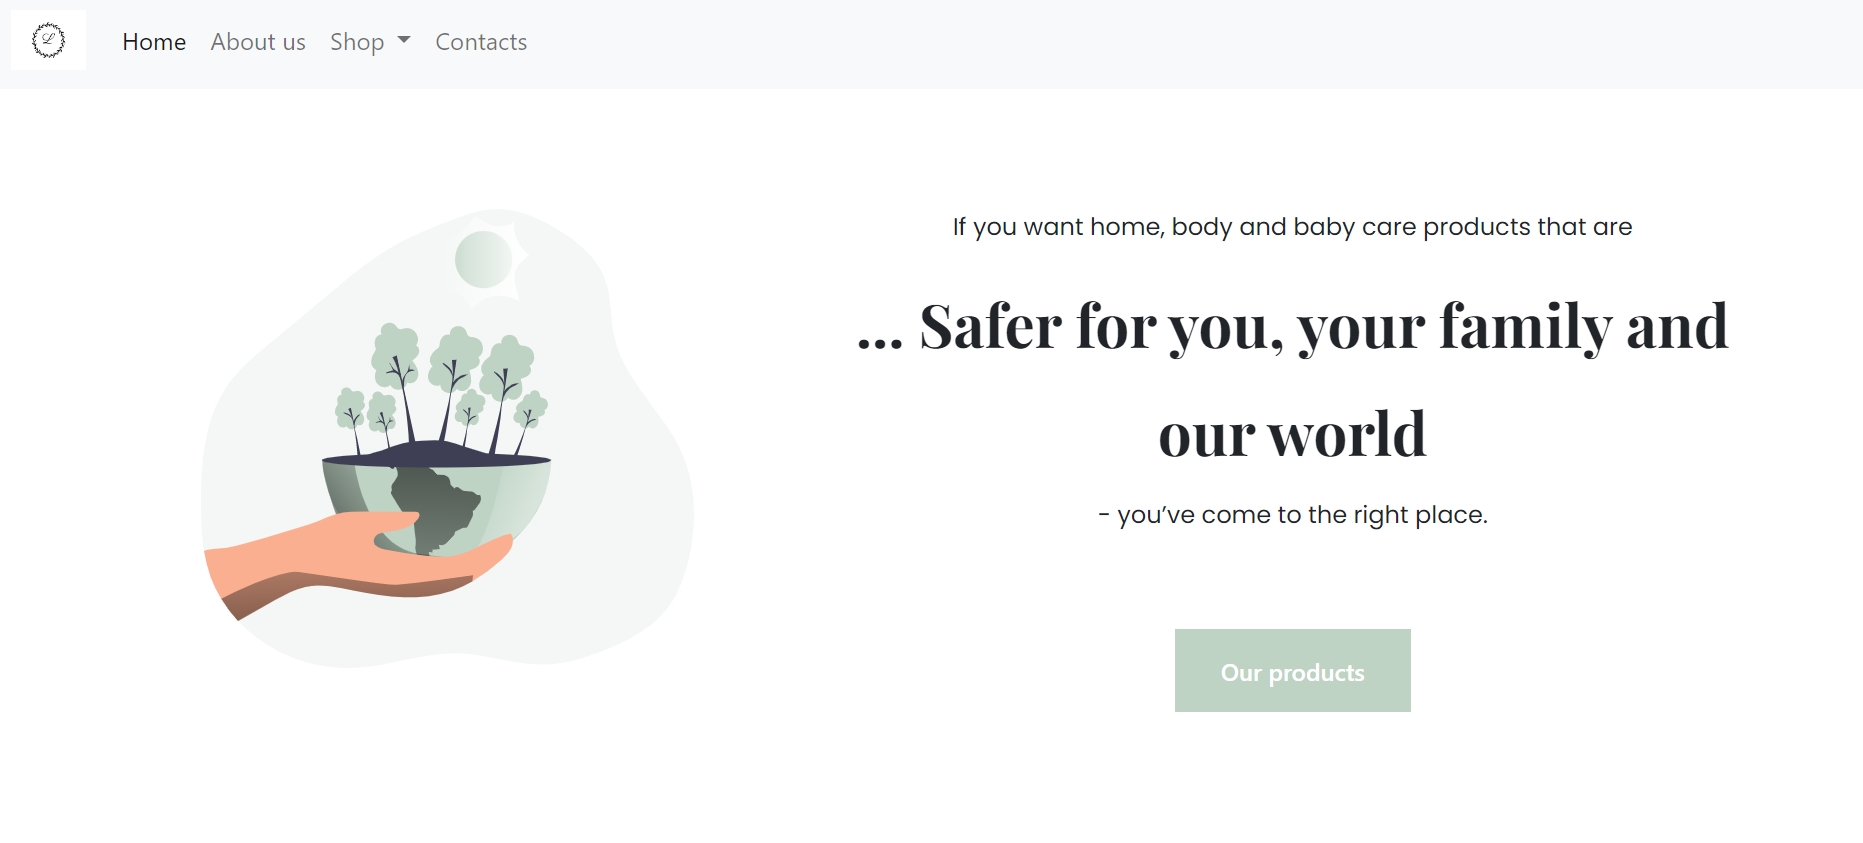 L
Home About us Shop Contacts
If you want home, body and baby care products that are
... Safer for you, your family and
our world
- you’ve come to the right place.
Our products